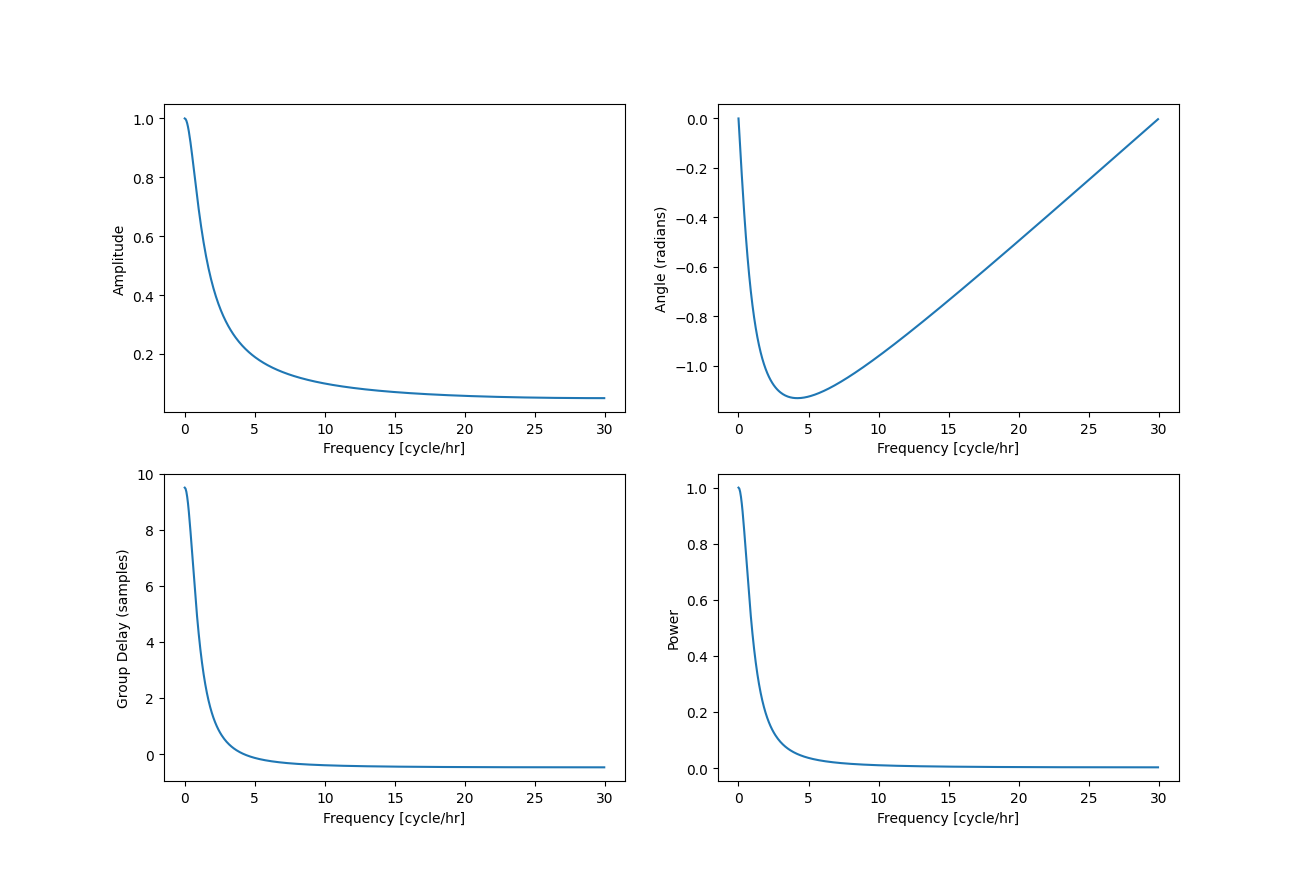 1.0
0.8
0.6
0.4
0.2
Amplitude
0 5 10 15 20 25 30
Frequency [cycle/hr]
0.0
−0.2
−0.4
−0.6
−0.8
−1.0
Angle (radians)
0 5 10 15 20 25 30
Frequency [cycle/hr]
10
8
6
4
2
0
Group Delay (samples)
0 5 10 15 20 25 30
Frequency [cycle/hr]
1.0
0.8
0.6
0.4
0.2
0.0
Power
0 5 10 15 20 25 30
Frequency [cycle/hr]